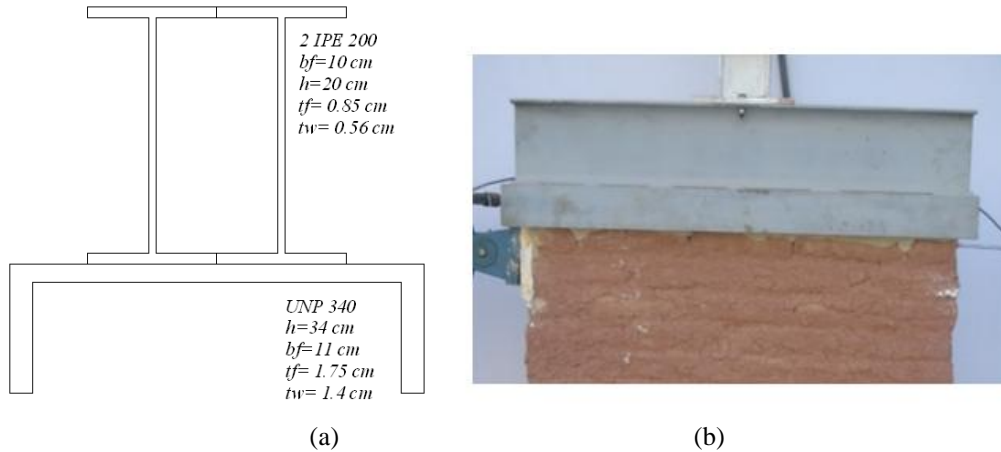 2 IPE 200
bf=10 cm
h=20 cm
tf= 0.85 cm
tw= 0.56 cm
UNP 340
h=34 cm
bf=11 cm
tf= 1.75 cm
tw= 1.4 cm
(a)
(b)